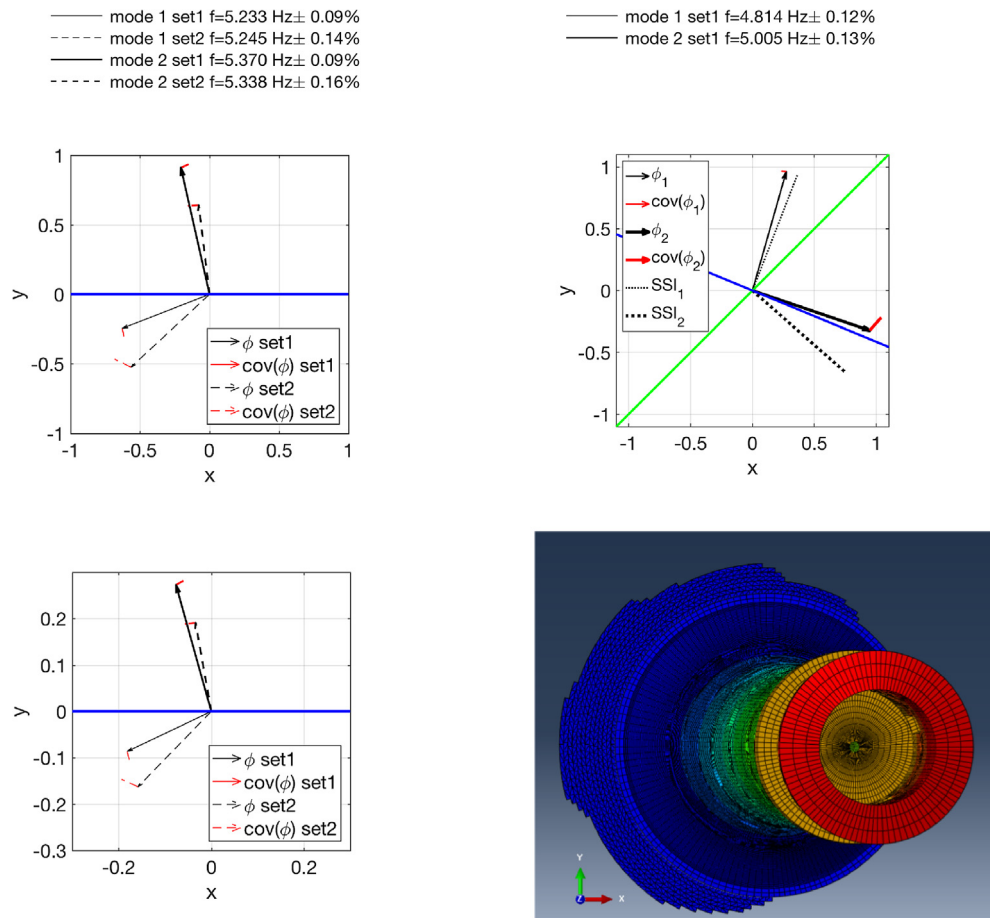 mode 1 set1 f=5.233 Hz± 0.09%
mode 1 set2 f=5.245 Hz± 0.14%
mode 2 set1 f=5.370 Hz± 0.09%
mode 2 set2 f=5.338 Hz± 0.16%
mode 1 set1 f=4.814 Hz± 0.12%
mode 2 set1 f=5.005 Hz± 0.13%
1
0.5
0
-0.5
-1
y
-1
-0.5
0
0.5
1
x
ϕ set1
cov(ϕ) set1
ϕ set2
cov(ϕ) set2
1
0.5
0
-0.5
-1
y
-1
-0.5
0
0.5
1
x
ϕ1
cov(ϕ1)
ϕ2
cov(ϕ2)
SSI1
SSI2
0.2
0.1
0
-0.1
-0.2
-0.3
y
-0.2
0
0.2
x
ϕ set1
cov(ϕ) set1
ϕ set2
cov(ϕ) set2
Y
Z
X